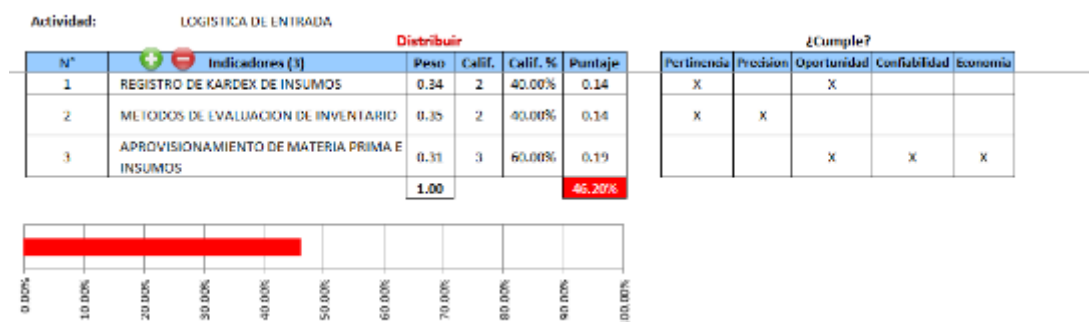 Actividad: LOGISTICA DE ENTRADA
Distribuir ¿Cumple?
N° Indicadores (3) Peso Calif. Calif. % Puntaje Pertinencia Precision Oportunidad Confiabilidad Economia
1 REGISTRO DE KARDEX DE INSUMOS 0.34 2 40.00% 0.14 X X
2 METODOS DE EVALUACION DE INVENTARIO 0.35 2 40.00% 0.14 X X
APROVISIONAMIENTO DE MATERIA PRIMA E
3 INSUMOS 0.31 3 60.00% 0.19 X X X
1.00 46.20%
0.00% 10.00% 20.00% 30.00% 40.00% 50.00% 60.00% 70.00% 80.00% 90.00% 100.00%